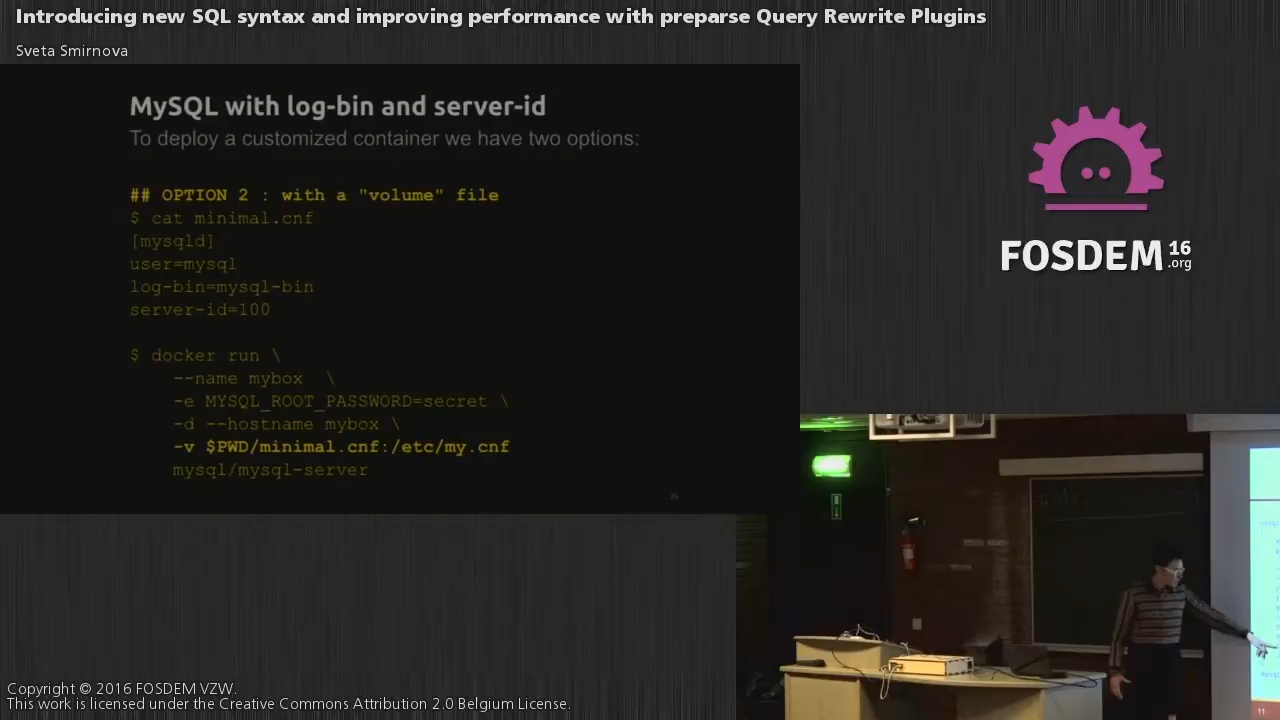 Introducing new SQL syntax and improving performance with preparse Query Rewrite Plugins
Sveta Smirnova
MySQL with log-bin and server-id
To deploy a customized container we have two options:
## OPTION 2 : with a "volume" file
$ cat minimal.cnf
[mysqld]
user=mysql
log-bin=mysql-bin
server-id=100
$ docker run \
--name mybox \
-e MYSQL_ROOT_PASSWORD=secret \
-d --hostname mybox \
-v $PWD/minimal.cnf:/etc/my.cnf
mysql/mysql-server
FOSDEM 16
.org
11
Copyright © 2016 FOSDEM VZW.
This work is licensed under the Creative Commons Attribution 2.0 Belgium License.